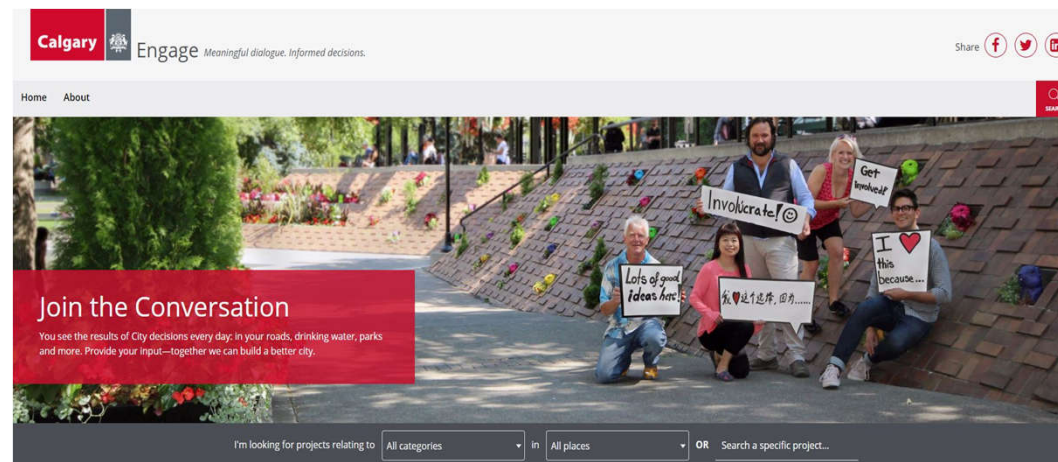 Calgary
Engage Meaningful dialogue. Informed decisions.
Share
Home About
Get
involved!
Involúcrate!
I ♥
this
because...
Lots of good
ideas here!
我♥这个选择,因为......
Join the Conversation
You see the results of City decisions every day: in your roads, drinking water, parks
and more. Provide your input—together we can build a better city.
I'm looking for projects relating to All categories in All places OR Search a specific project...